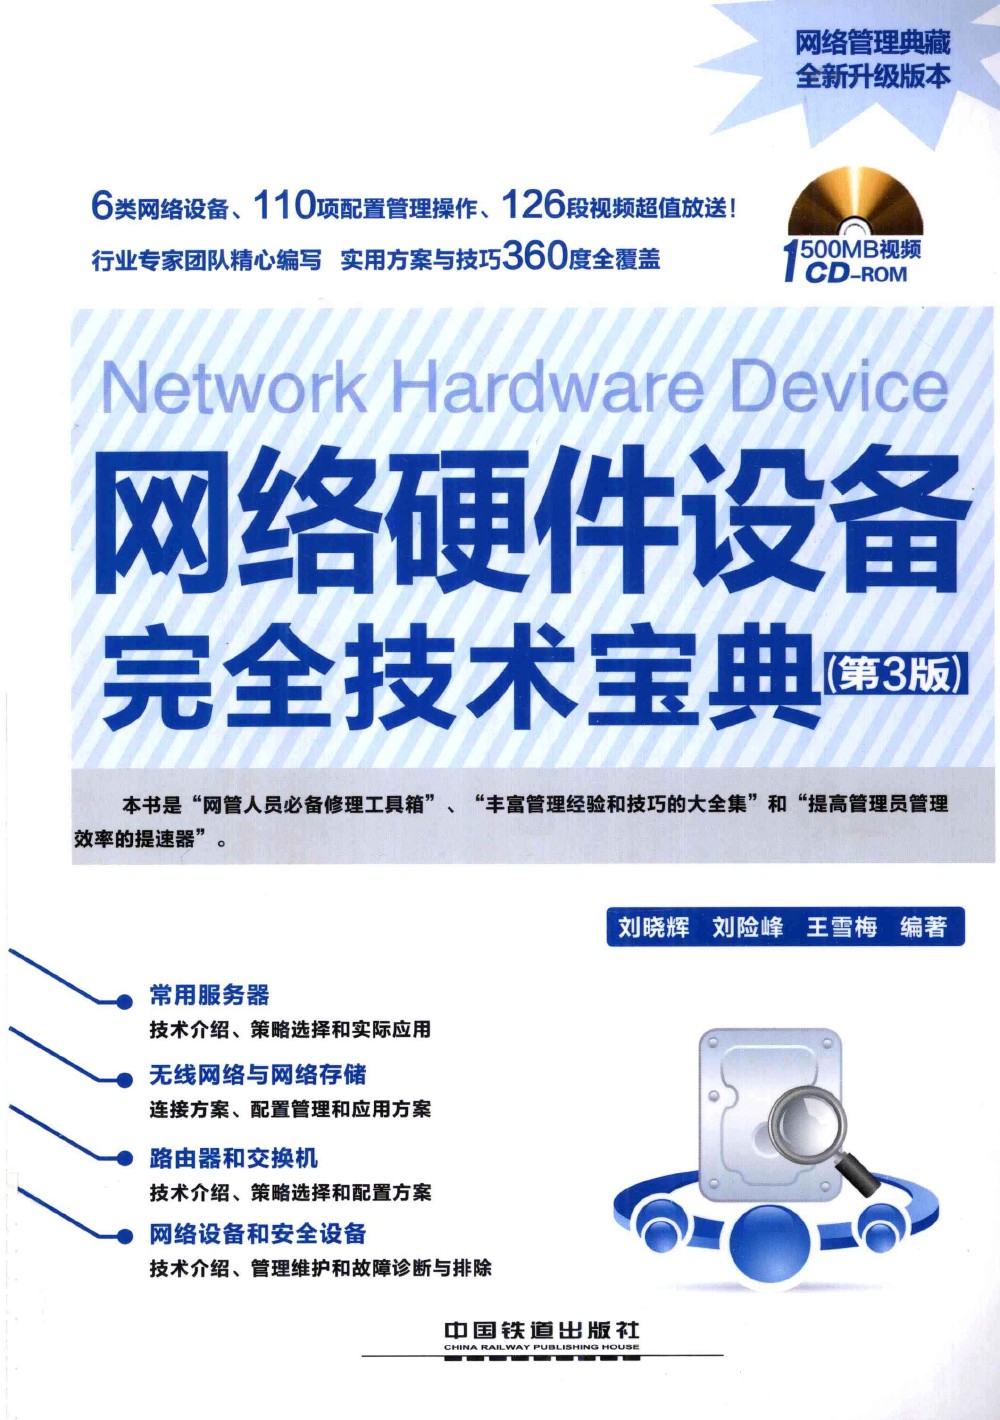 网络管理典藏
全新升级版本
6类网络设备、110项配置管理操作、126段视频超值放送！
行业专家团队精心编写 实用方案与技巧360度全覆盖
1
500MB视频
CD-ROM
Network Hardware Device
网络硬件设备
完全技术宝典(第3版)
本书是“网管人员必备修理工具箱”、“丰富管理经验和技巧的大全集”和“提高管理员管理
效率的提速器”。
刘晓辉 刘险峰 王雪梅 编著
常用服务器
技术介绍、策略选择和实际应用
无线网络与网络存储
连接方案、配置管理和应用方案
路由器和交换机
技术介绍、策略选择和配置方案
网络设备和安全设备
技术介绍、管理维护和故障诊断与排除
中国铁道出版社
CHINA RAILWAY PUBLISHING HOUSE